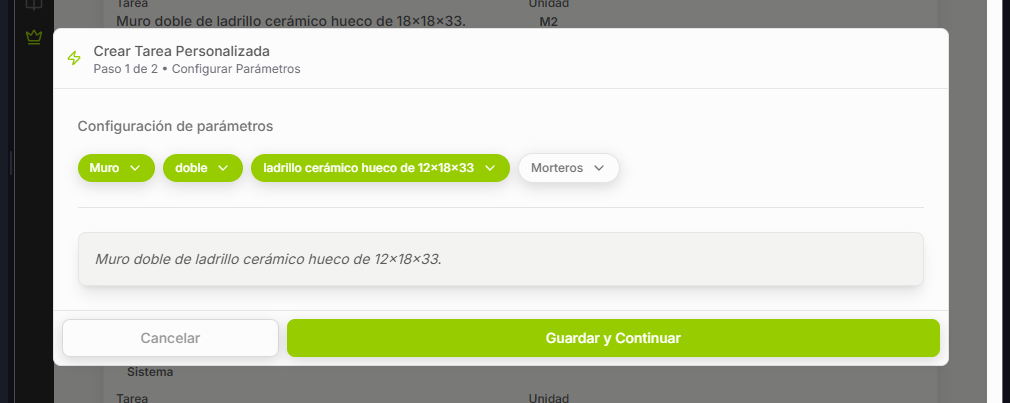 Tarea Unidad
Muro doble de ladrillo cerámico hueco de 18×18×33. M2
Crear Tarea Personalizada
Paso 1 de 2 • Configurar Parámetros
Configuración de parámetros
Muro doble ladrillo cerámico hueco de 12×18×33 Morteros
Muro doble de ladrillo cerámico hueco de 12×18×33.
Cancelar Guardar y Continuar
Sistema
Tarea Unidad